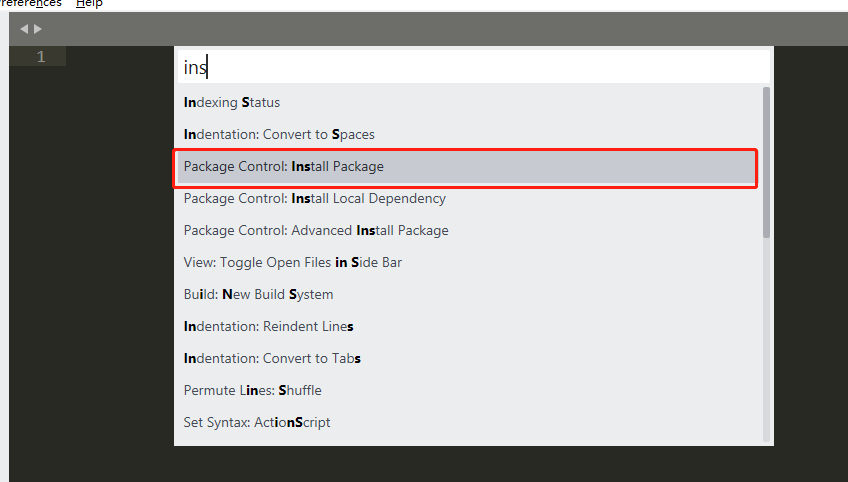 Preferences Help
1
ins
Indexing Status
Indentation: Convert to Spaces
Package Control: Install Package
Package Control: Install Local Dependency
Package Control: Advanced Install Package
View: Toggle Open Files in Side Bar
Build: New Build System
Indentation: Reindent Lines
Indentation: Convert to Tabs
Permute Lines: Shuffle
Set Syntax: ActionScript